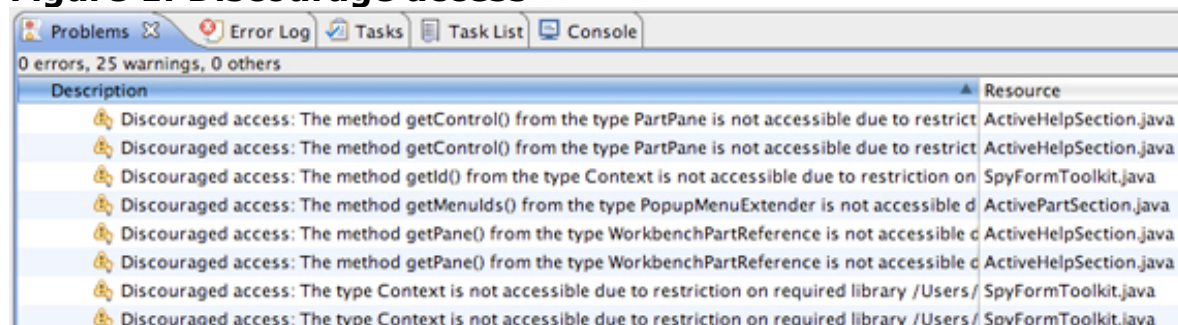 Problems Error Log Tasks Task List Console
0 errors, 25 warnings, 0 others
Description Resource
Discouraged access: The method getControl() from the type PartPane is not accessible due to restrict ActiveHelpSection.java
Discouraged access: The method getControl() from the type PartPane is not accessible due to restrict ActiveHelpSection.java
Discouraged access: The method getId() from the type Context is not accessible due to restriction on SpyFormToolkit.java
Discouraged access: The method getMenuIds() from the type PopupMenuExtender is not accessible d ActivePartSection.java
Discouraged access: The method getPane() from the type WorkbenchPartReference is not accessible d ActiveHelpSection.java
Discouraged access: The method getPane() from the type WorkbenchPartReference is not accessible d ActiveHelpSection.java
Discouraged access: The type Context is not accessible due to restriction on required library /Users/ SpyFormToolkit.java
Discouraged access: The type Context is not accessible due to restriction on required library /Users/ SpyFormToolkit.java